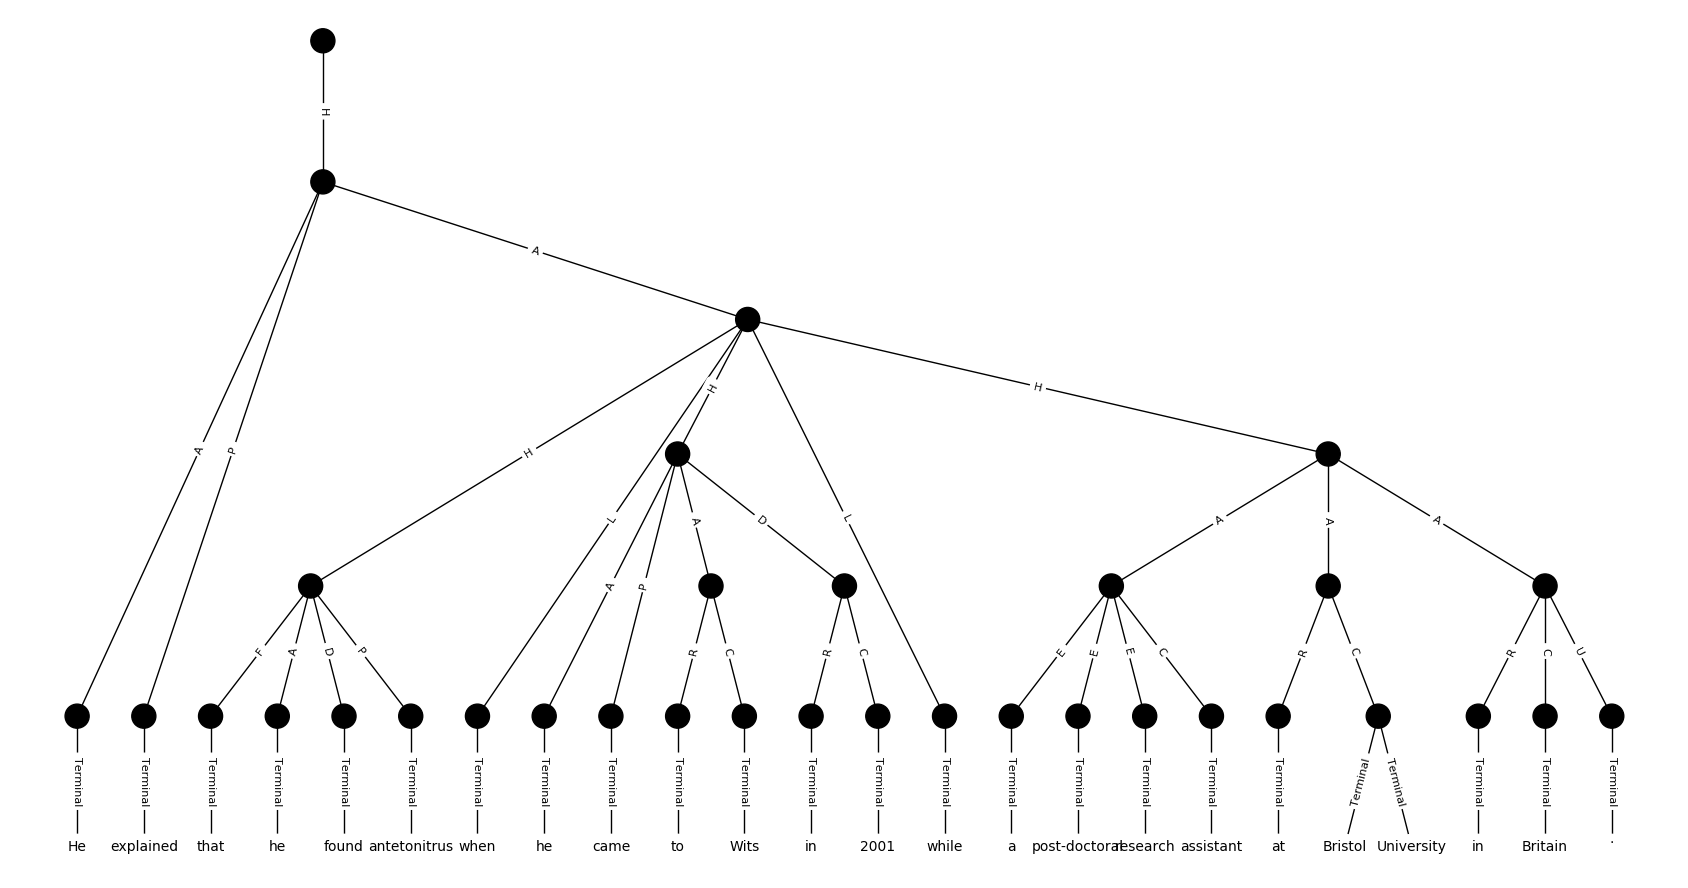 H
A
H
H
A
P
H
L
A
D
L
A
A
A
A
P
F
A
D
P
R
C
R
C
E
E
E
C
R
C
R
C
U
Terminal Terminal Terminal Terminal Terminal Terminal Terminal Terminal Terminal Terminal Terminal Terminal Terminal Terminal Terminal Terminal Terminal Terminal Terminal Terminal Terminal Terminal Terminal Terminal
He explained that he found antetonitrus when he came to Wits in 2001 while a post-doctoral research assistant at Bristol University in Britain .